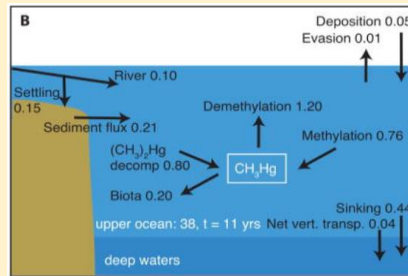 B
Deposition 0.05
Evasion 0.01
River 0.10
Settling
0.15
Demethylation 1.20
Sediment flux 0.21
(CH3)2Hg
decomp 0.80
Methylation 0.76
CH3Hg
Biota 0.20
Sinking 0.44
upper ocean: 38, t = 11 yrs
Net vert. transp. 0.04
deep waters